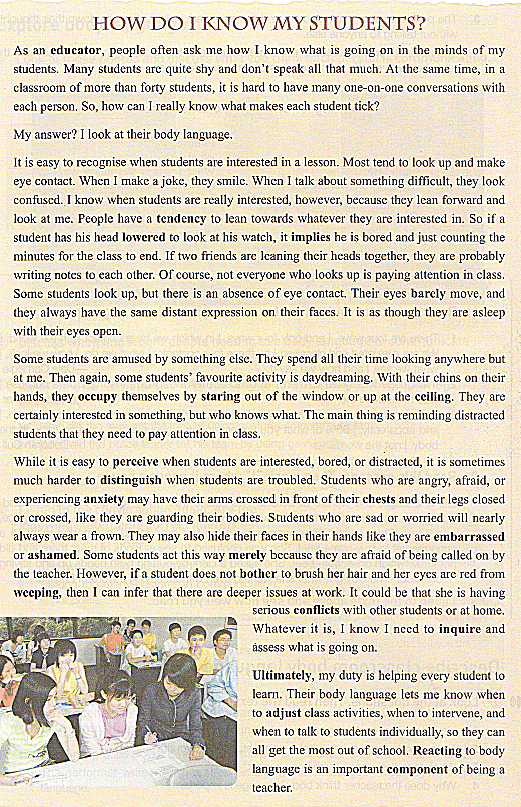 HOW DO I KNOW MY STUDENTS?
As an educator, people often ask me how I know what is going on in the minds of my
students. Many students are quite shy and don't speak all that much. At the same time, in a
classroom of more than forty students, it is hard to have many one-on-one conversations with
each person. So, how can I really know what makes each student tick?
My answer? I look at their body language.
It is easy to recognise when students are interested in a lesson. Most tend to look up and make
eye contact. When I make a joke, they smile. When I talk about something difficult, they look
confused. I know when students are really interested, however, because they lean forward and
look at me. People have a tendency to lean towards whatever they are interested in. So if a
student has his head lowered to look at his watch, it implies he is bored and just counting the
minutes for the class to end. If two friends are leaning their heads together, they are probably
writing notes to each other. Of course, not everyone who looks up is paying attention in class.
Some students look up, but there is an absence of eye contact. Their eyes barely move, and
they always have the same distant expression on their faces. It is as though they are asleep
with their eyes open.
Some students are amused by something else. They spend all their time looking anywhere but
at me. Then again, some students' favourite activity is daydreaming. With their chins on their
hands, they occupy themselves by staring out of the window or up at the ceiling. They are
certainly interested in something, but who knows what. The main thing is reminding distracted
students that they need to pay attention in class.
While it is easy to perceive when students are interested, bored, or distracted, it is sometimes
much harder to distinguish when students are troubled. Students who are angry, afraid, or
experiencing anxiety may have their arms crossed in front of their chests and their legs closed
or crossed, like they are guarding their bodies. Students who are sad or worried will nearly
always wear a frown. They may also hide their faces in their hands like they are embarrassed
or ashamed. Some students act this way merely because they are afraid of being called on by
the teacher. However, if a student does not bother to brush her hair and her eyes are red from
weeping, then I can infer that there are deeper issues at work. It could be that she is having
serious conflicts with other students or at home.
Whatever it is, I know I need to inquire and
assess what is going on.
Ultimately, my duty is helping every student to
learn. Their body language lets me know when
to adjust class activities, when to intervene, and
when to talk to students individually, so they can
all get the most out of school. Reacting to body
language is an important component of being a
teacher.